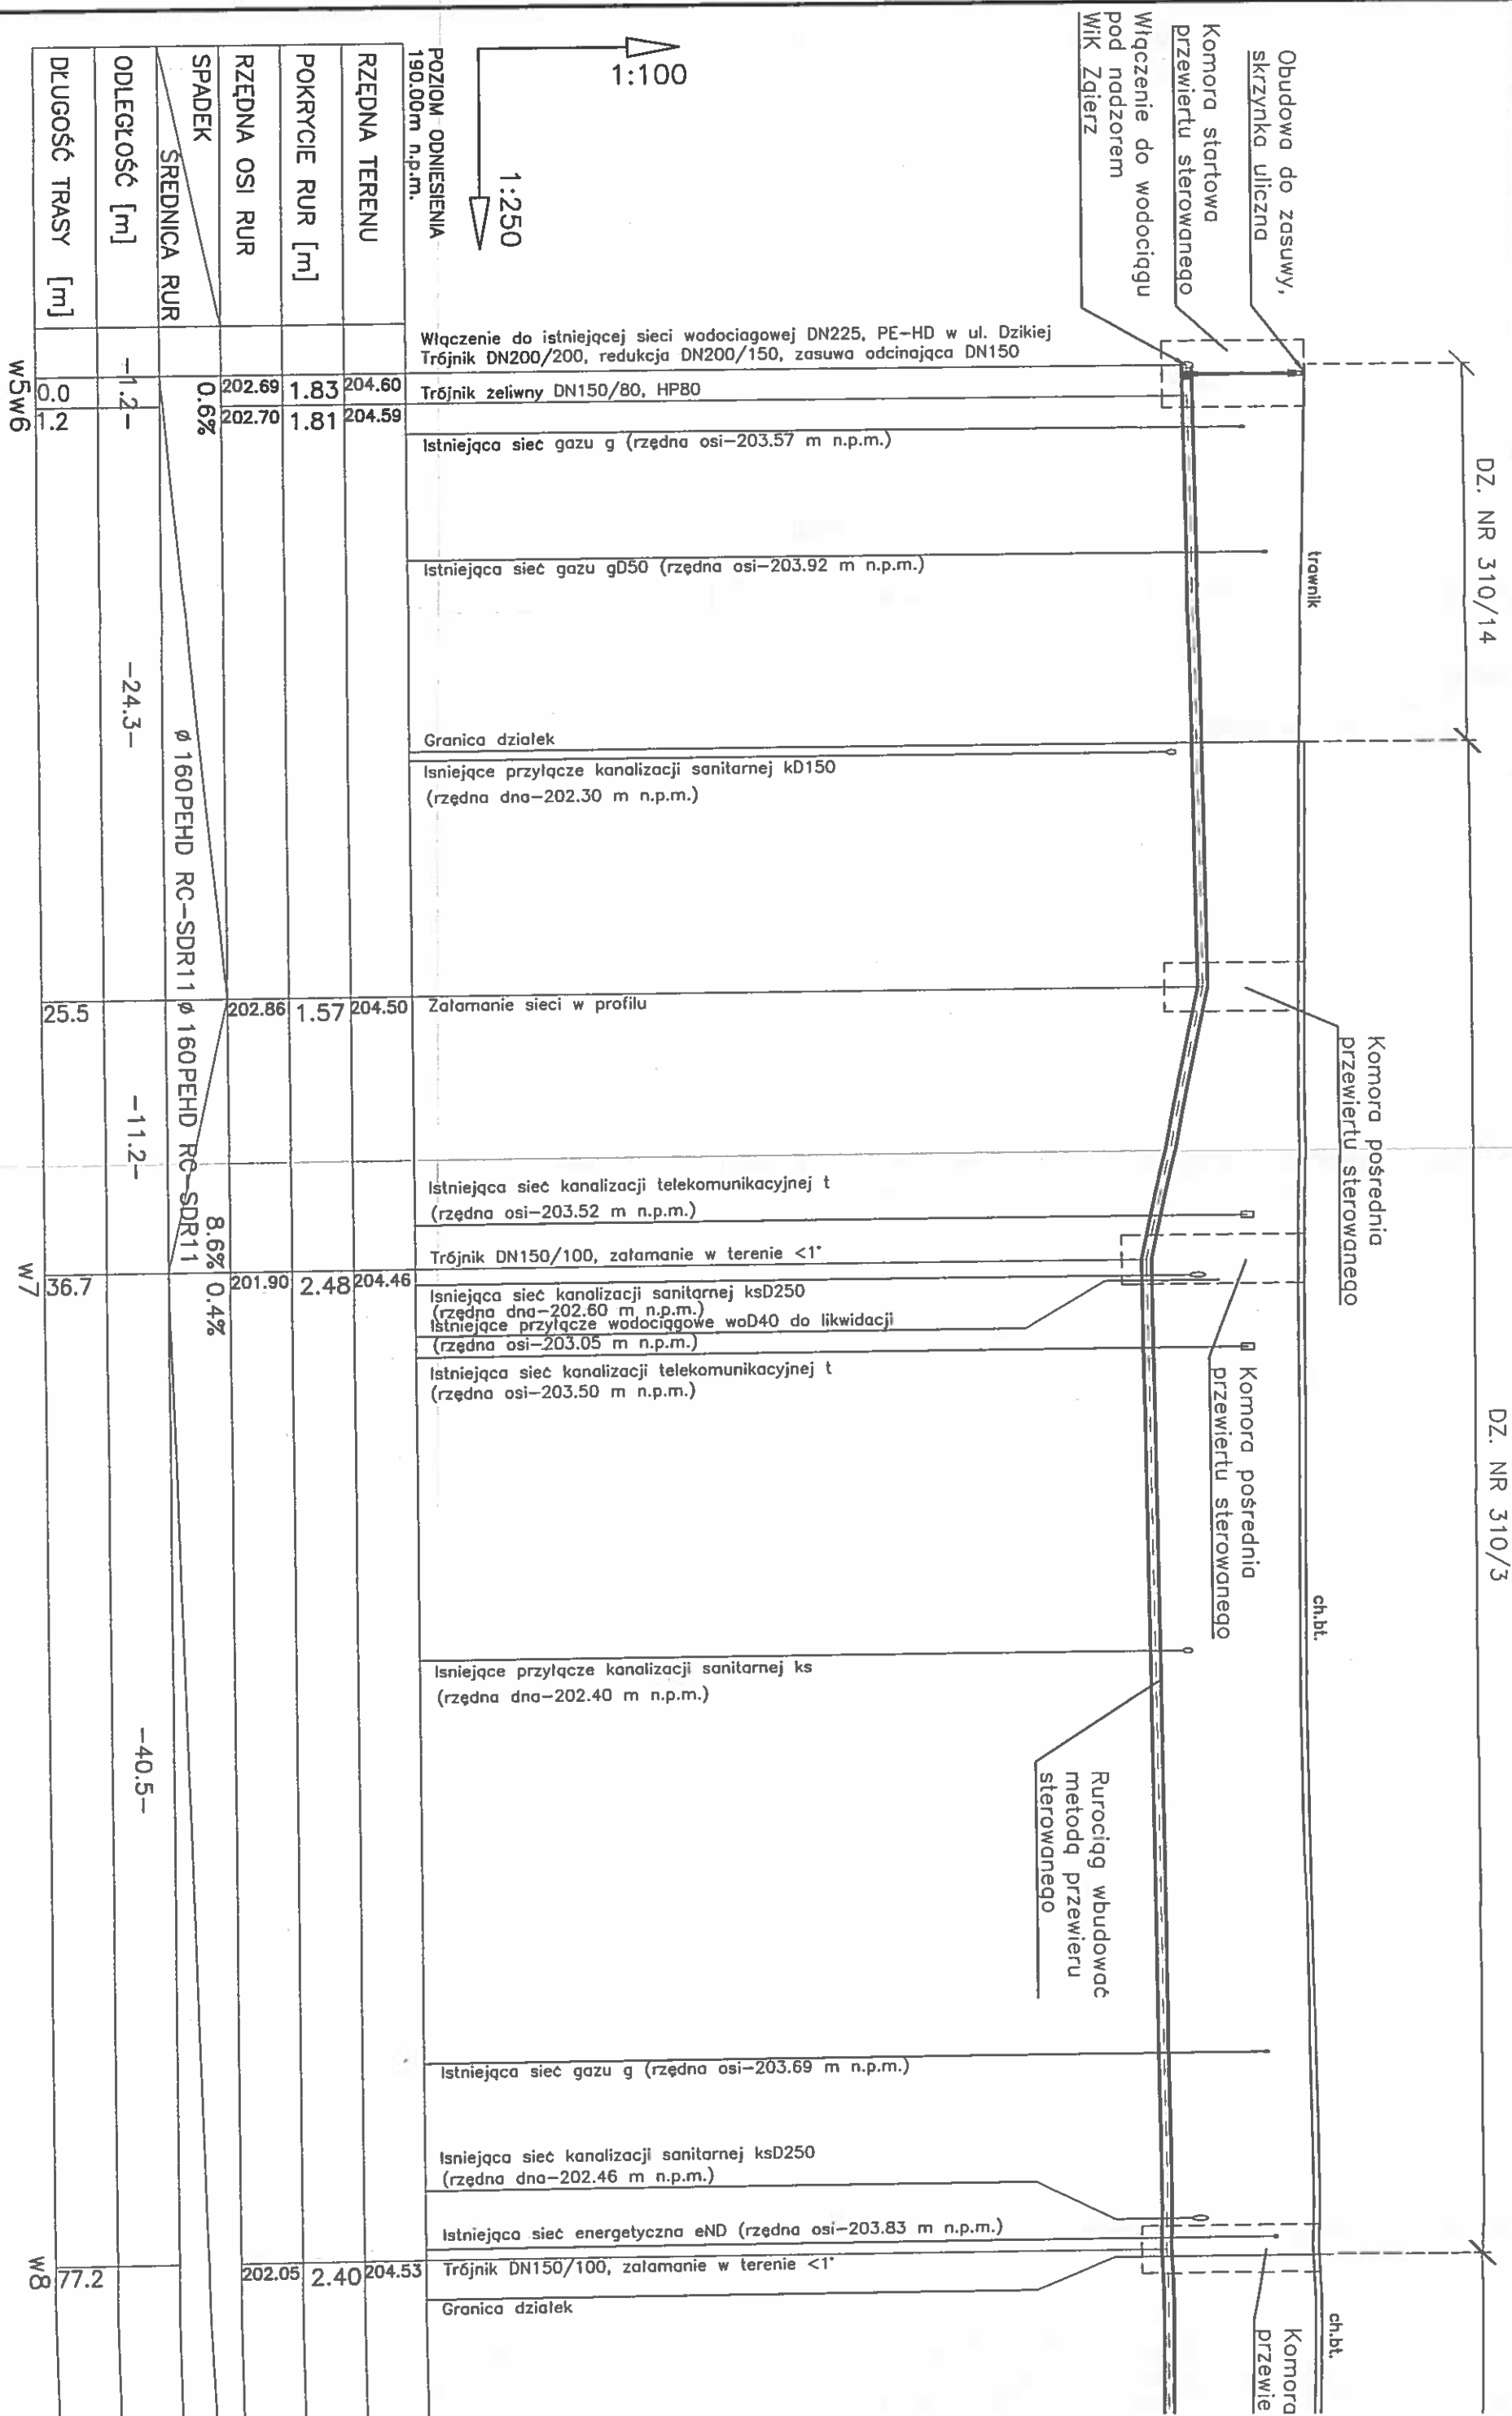 DZ. NR 310/14
DZ. NR 310/3
Obudowa do zasuwy,
skrzynka uliczna
Komora startowa
przewiertu sterowanego
Włączenie do wodociągu
pod nadzorem
WiK Zgierz
trawnik
ch.bt.
ch.bt.
Komora pośrednia
przewiertu sterowanego
Komora pośrednia
przewiertu sterowanego
Komora
przewie
Rurociąg wbudować
metodą przewieru
sterowanego
1:100
1:250
POZIOM ODNIESIENIA
190.00m n.p.m.
Włączenie do istniejącej sieci wodociagowej DN225, PE-HD w ul. Dzikiej
Trójnik DN200/200, redukcja DN200/150, zasuwa odcinająca DN150
Trójnik żeliwny DN150/80, HP80
Istniejąca sieć gazu g (rzędna osi-203.57 m n.p.m.)
Istniejąca sieć gazu gD50 (rzędna osi-203.92 m n.p.m.)
Granica działek
Isniejące przyłącze kanalizacji sanitarnej kD150
(rzędna dna-202.30 m n.p.m.)
Załamanie sieci w profilu
Istniejąca sieć kanalizacji telekomunikacyjnej t
(rzędna osi-203.52 m n.p.m.)
Trójnik DN150/100, załamanie w terenie <1°
Isniejąca sieć kanalizacji sanitarnej ksD250
(rzędna dna-202.60 m n.p.m.)
Istniejące przyłącze wodociągowe woD40 do likwidacji
(rzędna osi-203.05 m n.p.m.)
Istniejąca sieć kanalizacji telekomunikacyjnej t
(rzędna osi-203.50 m n.p.m.)
Isniejące przyłącze kanalizacji sanitarnej ks
(rzędna dna-202.40 m n.p.m.)
Istniejąca sieć gazu g (rzędna osi-203.69 m n.p.m.)
Isniejąca sieć kanalizacji sanitarnej ksD250
(rzędna dna-202.46 m n.p.m.)
Istniejąca sieć energetyczna eND (rzędna osi-203.83 m n.p.m.)
Trójnik DN150/100, załamanie w terenie <1°
Granica działek
RZĘDNA TERENU
204.60
204.59
204.50
204.46
204.53
POKRYCIE RUR [m]
1.83
1.81
1.57
2.48
2.40
RZĘDNA OSI RUR
202.69
202.70
202.86
201.90
202.05
SPADEK
ŚREDNICA RUR
0.6%
ø 160PEHD RC-SDR11
ø 160PEHD RC-SDR11
8.6%
0.4%
ODLEGŁOŚĆ [m]
-1.2-
-24.3-
-11.2-
-40.5-
DŁUGOŚĆ TRASY [m]
0.0
1.2
25.5
36.7
77.2
w5
w6
w7
w8